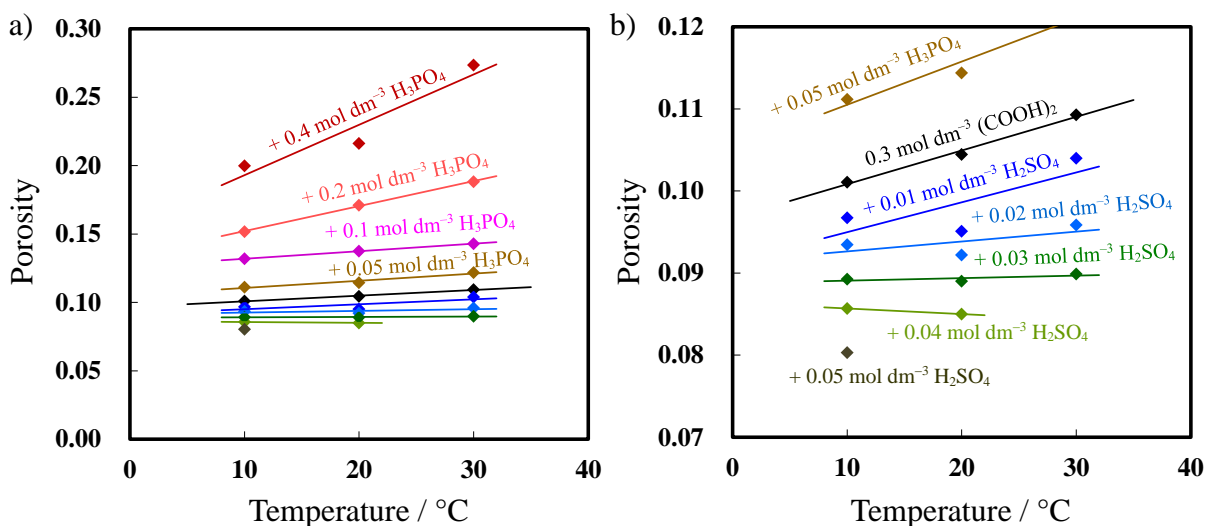 a)
0.30
0.25
0.20
0.15
0.10
0.05
0.00
Porosity
+ 0.4 mol dm⁻³ H₃PO₄
+ 0.2 mol dm⁻³ H₃PO₄
+ 0.1 mol dm⁻³ H₃PO₄
+ 0.05 mol dm⁻³ H₃PO₄
0 10 20 30 40
Temperature / °C
b)
0.12
0.11
0.10
0.09
0.08
0.07
Porosity
+ 0.05 mol dm⁻³ H₃PO₄
0.3 mol dm⁻³ (COOH)₂
+ 0.01 mol dm⁻³ H₂SO₄
+ 0.02 mol dm⁻³ H₂SO₄
+ 0.03 mol dm⁻³ H₂SO₄
+ 0.04 mol dm⁻³ H₂SO₄
+ 0.05 mol dm⁻³ H₂SO₄
0 10 20 30 40
Temperature / °C